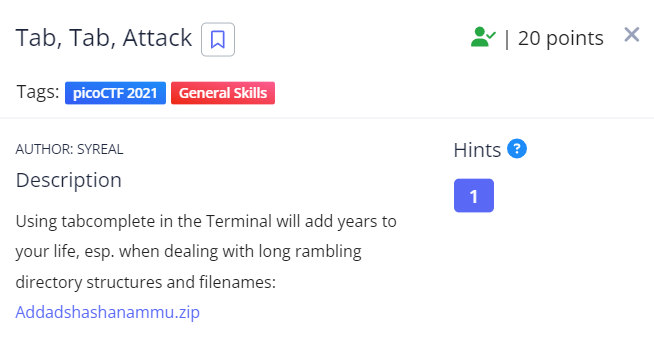 Tab, Tab, Attack
| 20 points
Tags: picoCTF 2021 General Skills
AUTHOR: SYREAL
Hints ?
Description
1
Using tabcomplete in the Terminal will add years to
your life, esp. when dealing with long rambling
directory structures and filenames:
Addadshashanammu.zip